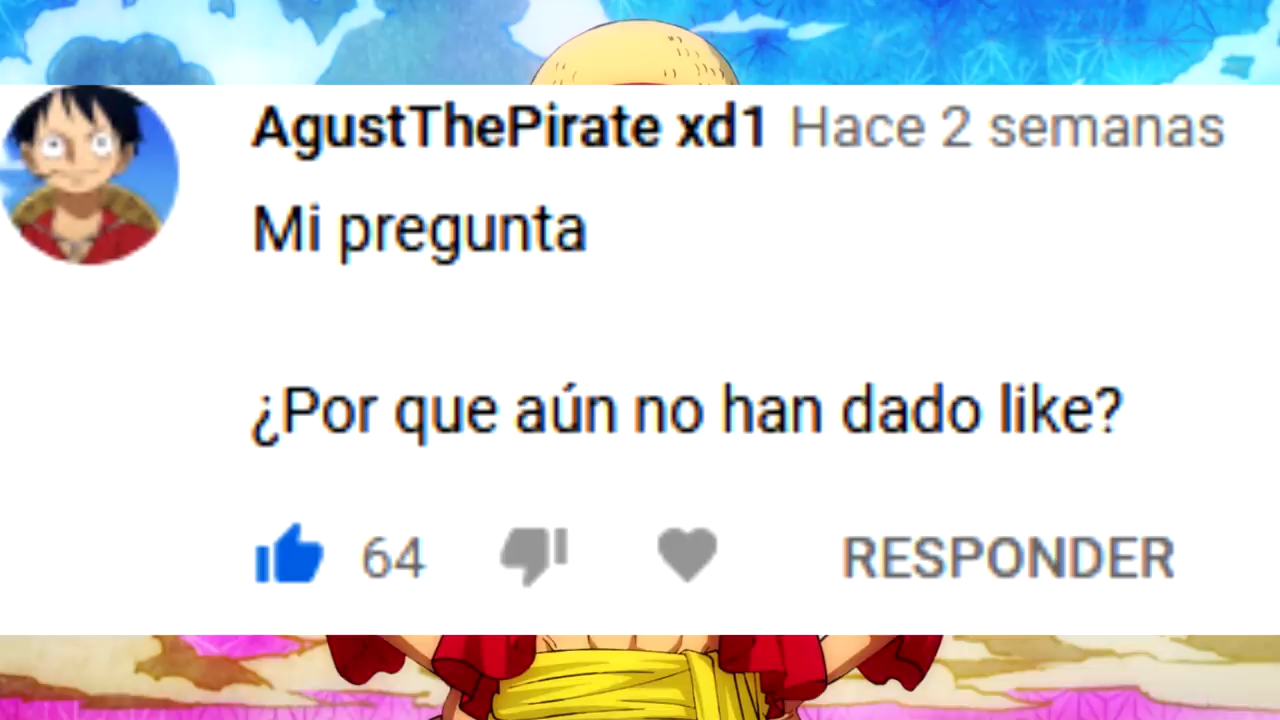 AgustThePirate xd1 Hace 2 semanas
Mi pregunta
¿Por que aún no han dado like?
64 RESPONDER